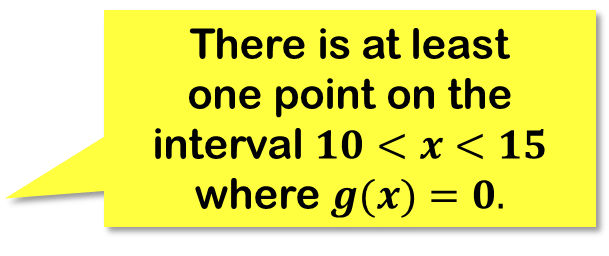 There is at least
one point on the
interval 10 < x < 15
where g(x) = 0.